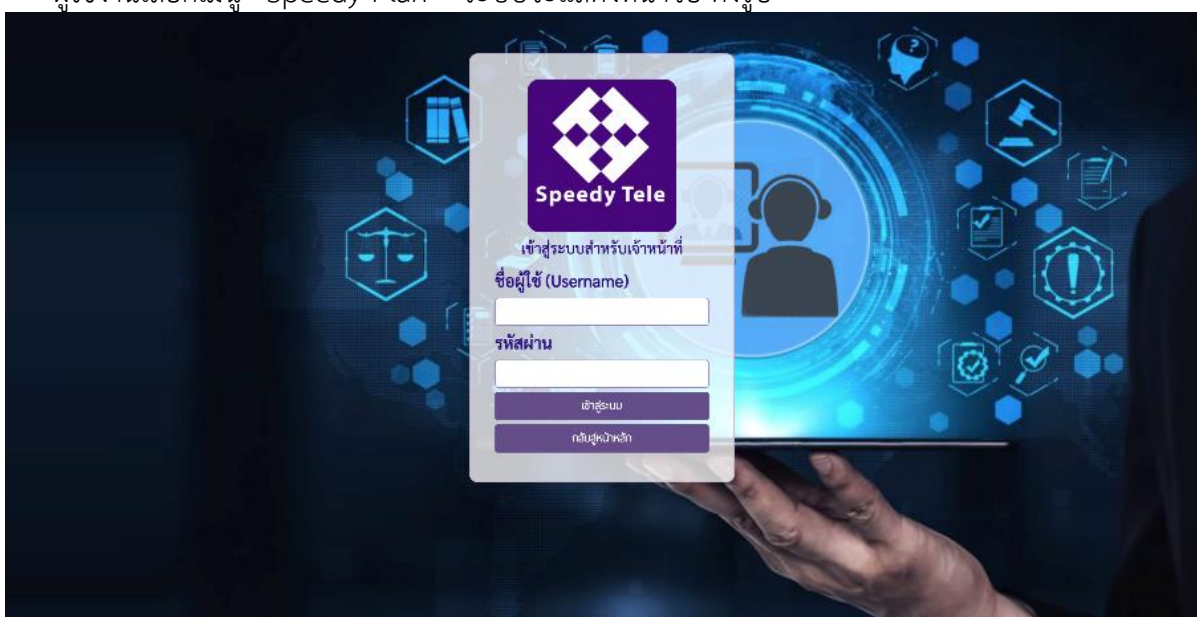 Speedy Tele
เข้าสู่ระบบสำหรับเจ้าหน้าที่
ชื่อผู้ใช้ (Username)
รหัสผ่าน
เข้าสู่ระบบ
กลับสู่หน้าหลัก